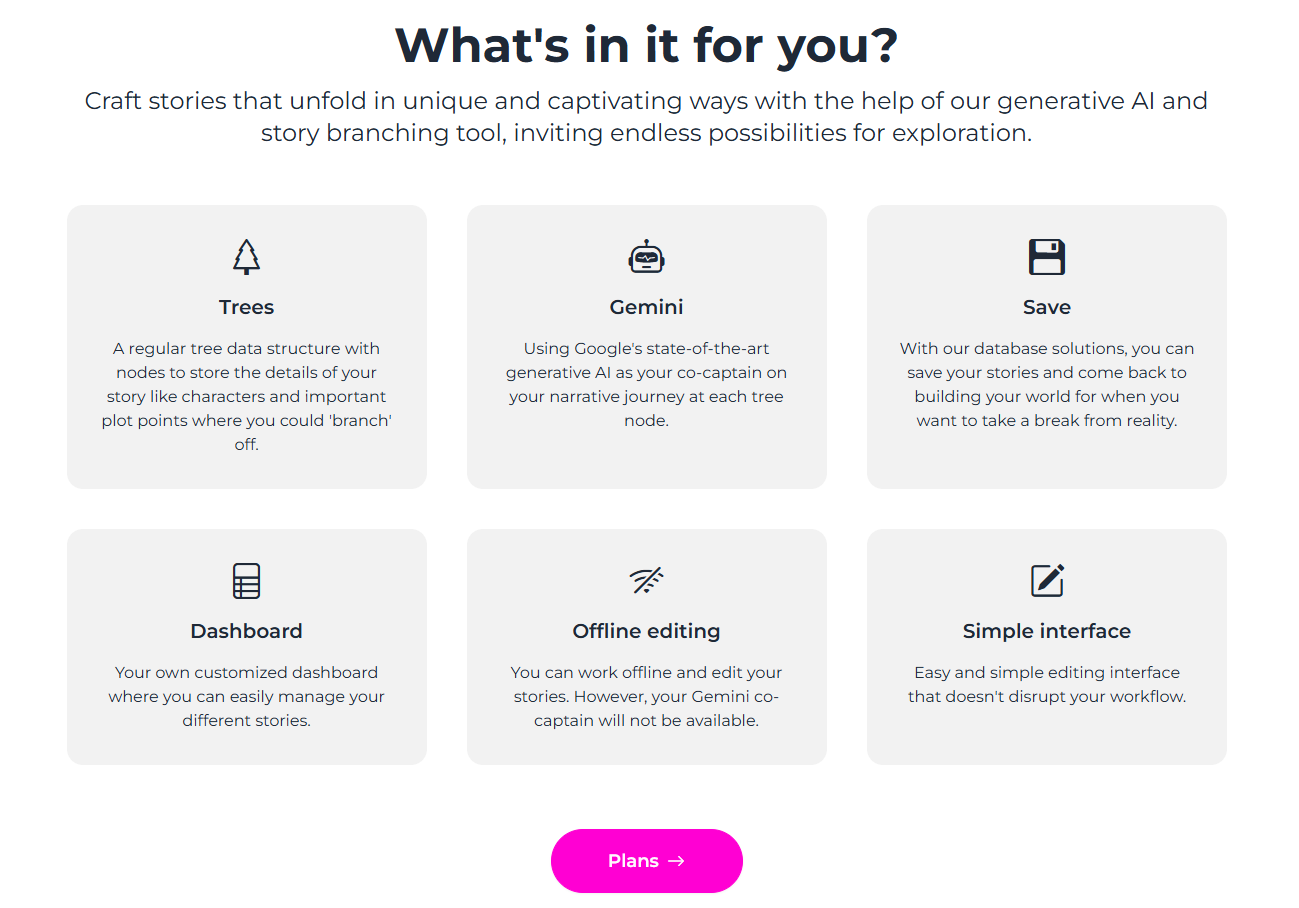 What's in it for you?
Craft stories that unfold in unique and captivating ways with the help of our generative AI and
story branching tool, inviting endless possibilities for exploration.
Trees
A regular tree data structure with
nodes to store the details of your
story like characters and important
plot points where you could 'branch'
off.
Gemini
Using Google's state-of-the-art
generative AI as your co-captain on
your narrative journey at each tree
node.
Save
With our database solutions, you can
save your stories and come back to
building your world for when you
want to take a break from reality.
Dashboard
Your own customized dashboard
where you can easily manage your
different stories.
Offline editing
You can work offline and edit your
stories. However, your Gemini co-
captain will not be available.
Simple interface
Easy and simple editing interface
that doesn't disrupt your workflow.
Plans →